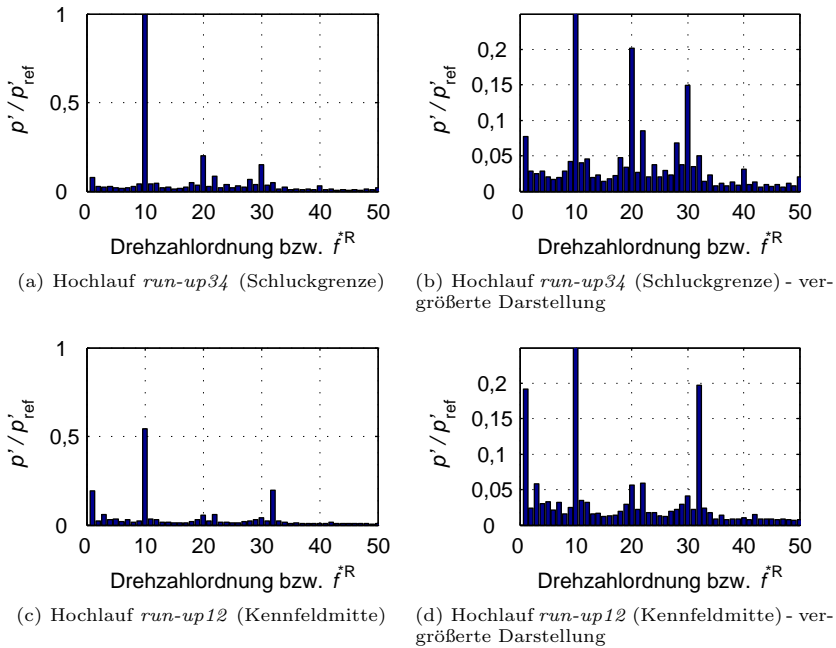 1
0,5
0
p'/p'ref
0 10 20 30 40 50
Drehzahlordnung bzw. f*R
(a) Hochlauf run-up34 (Schluckgrenze)
0,2
0,15
0,1
0,05
0
p'/p'ref
0 10 20 30 40 50
Drehzahlordnung bzw. f*R
(b) Hochlauf run-up34 (Schluckgrenze) - ver-
größerte Darstellung
1
0,5
0
p'/p'ref
0 10 20 30 40 50
Drehzahlordnung bzw. f*R
(c) Hochlauf run-up12 (Kennfeldmitte)
0,2
0,15
0,1
0,05
0
p'/p'ref
0 10 20 30 40 50
Drehzahlordnung bzw. f*R
(d) Hochlauf run-up12 (Kennfeldmitte) - ver-
größerte Darstellung